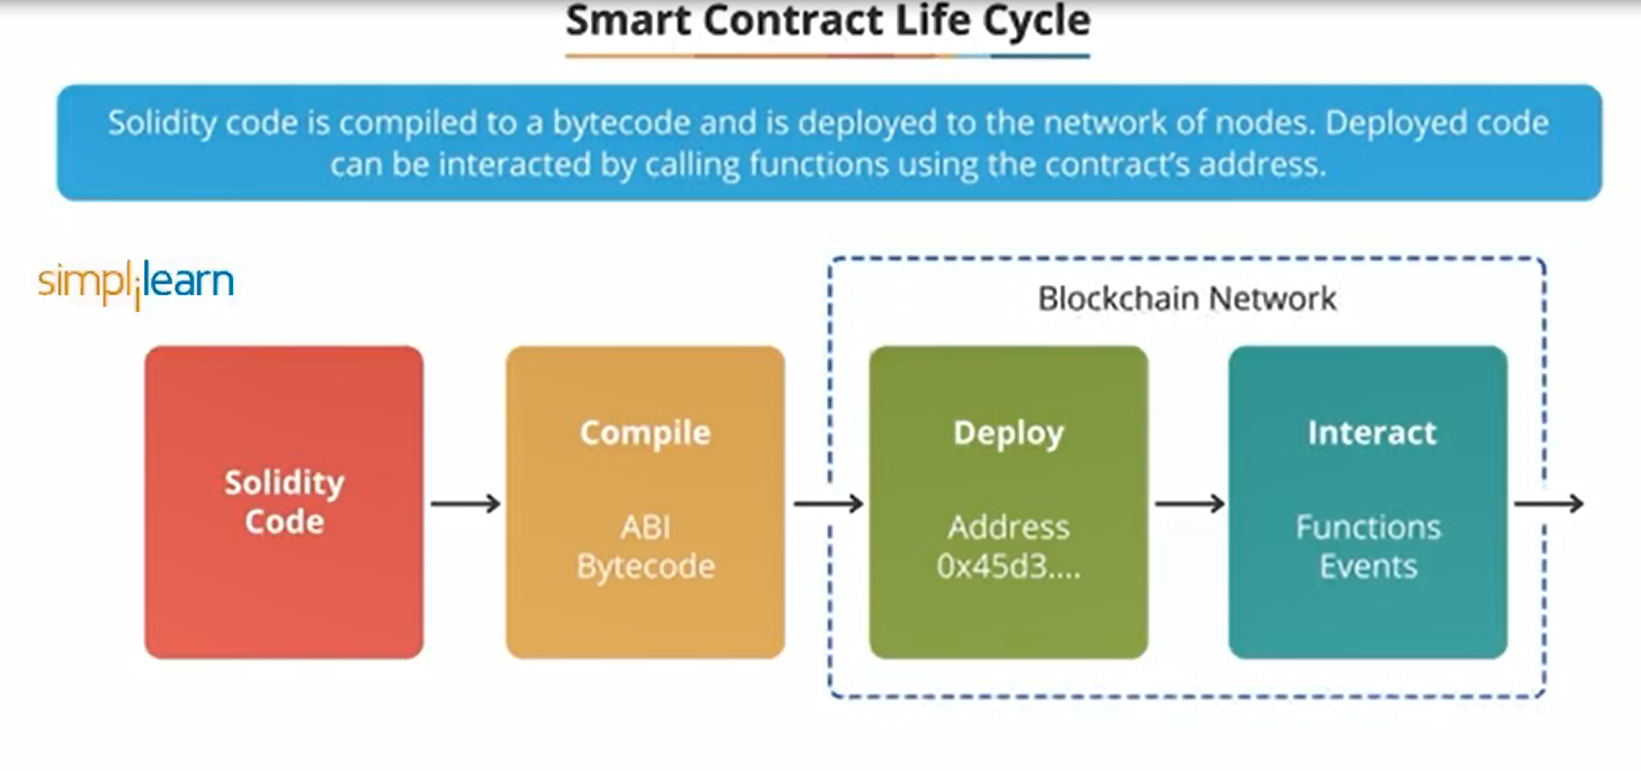 Smart Contract Life Cycle
Solidity code is compiled to a bytecode and is deployed to the network of nodes. Deployed code
can be interacted by calling functions using the contract's address.
simplilearn
Blockchain Network
Solidity
Code
Compile
ABI
Bytecode
Deploy
Address
0x45d3....
Interact
Functions
Events